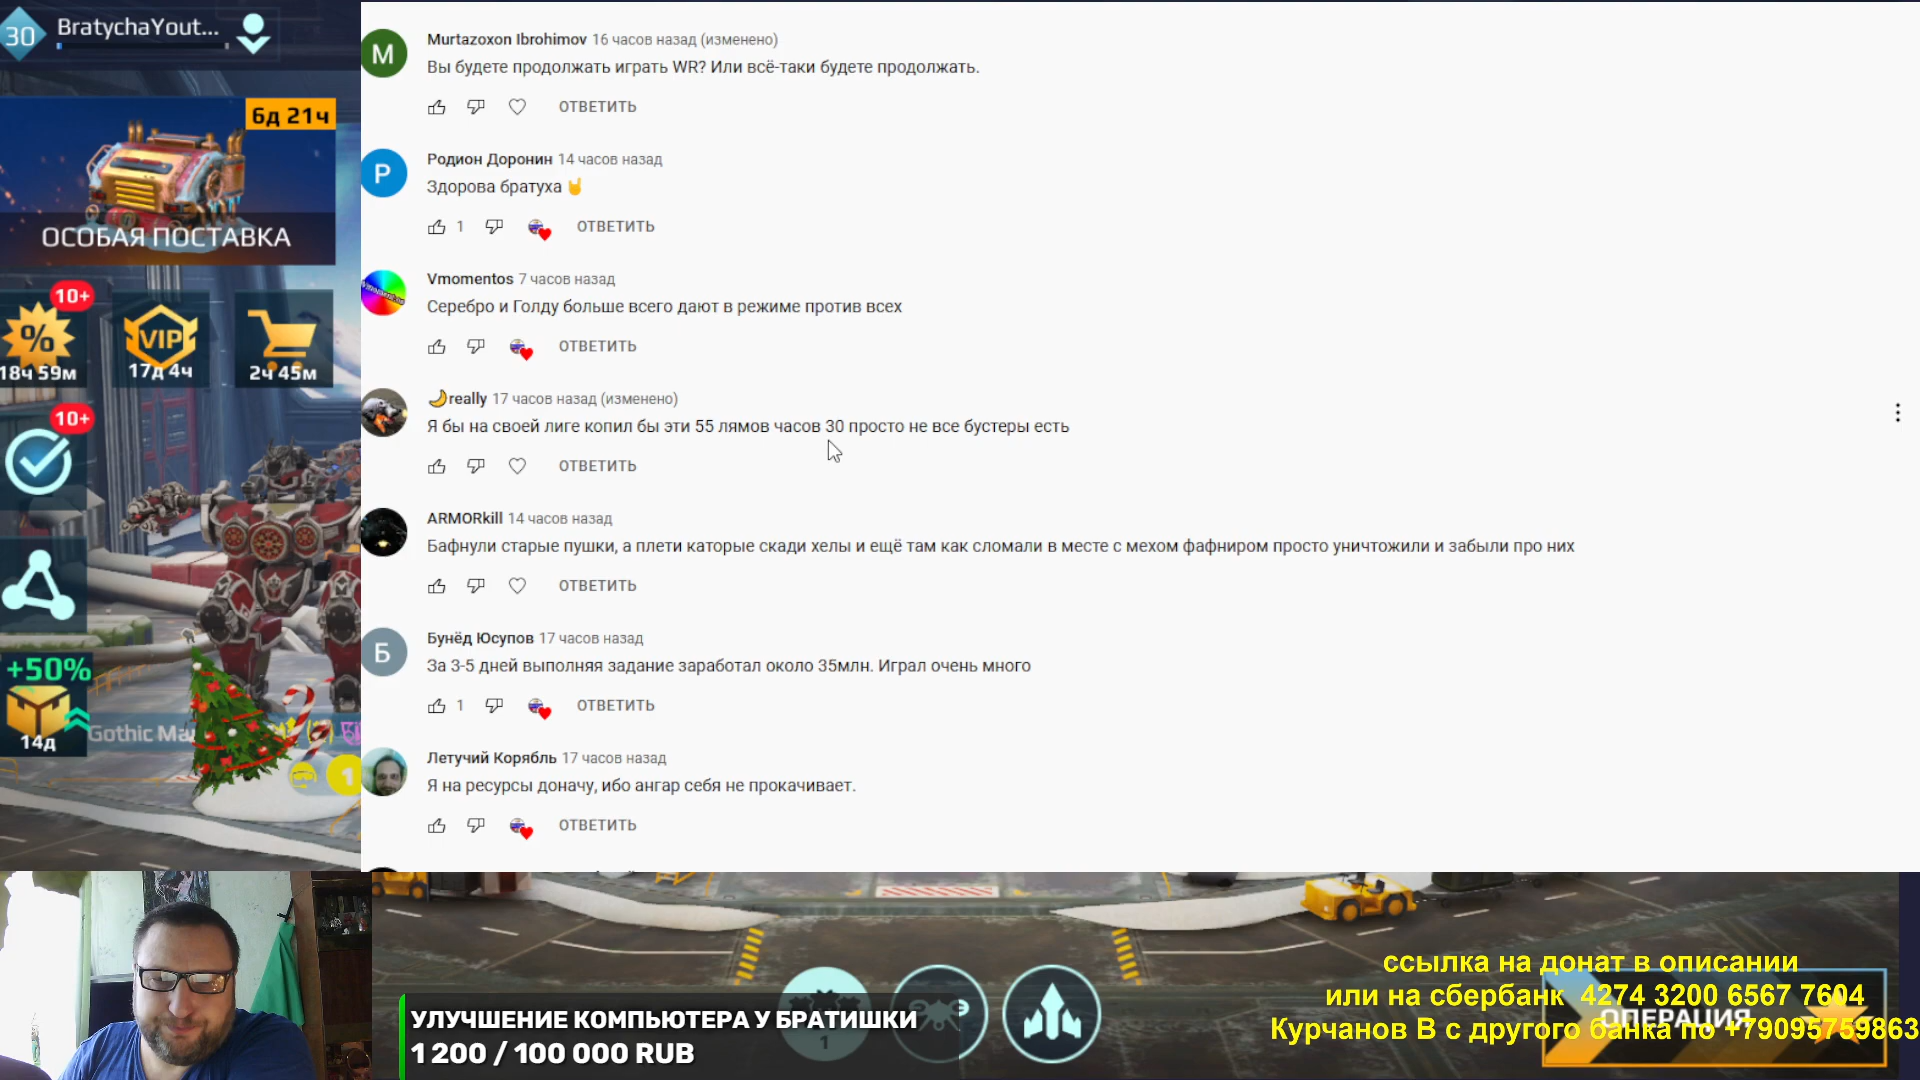 30
BratychaYout...
6д 21ч
ОСОБАЯ ПОСТАВКА
10+
%
18ч 59м
VIP
17д 4ч
2ч 45м
10+
+50%
14д
Gothic Ma
1
М
Murtazoxon Ibrohimov 16 часов назад (изменено)
Вы будете продолжать играть WR? Или всё-таки будете продолжать.
ОТВЕТИТЬ
Р
Родион Доронин 14 часов назад
Здорова братуха 🤘
1 ОТВЕТИТЬ
Vmomentos 7 часов назад
Серебро и Голду больше всего дают в режиме против всех
ОТВЕТИТЬ
🌙really 17 часов назад (изменено)
Я бы на своей лиге копил бы эти 55 лямов часов 30 просто не все бустеры есть
ОТВЕТИТЬ
ARMORkill 14 часов назад
Бафнули старые пушки, а плети каторые скади хелы и ещё там как сломали в месте с мехом фафниром просто уничтожили и забыли про них
ОТВЕТИТЬ
Б
Бунёд Юсупов 17 часов назад
За 3-5 дней выполняя задание заработал около 35млн. Играл очень много
1 ОТВЕТИТЬ
Летучий Корябль 17 часов назад
Я на ресурсы доначу, ибо ангар себя не прокачивает.
ОТВЕТИТЬ
УЛУЧШЕНИЕ КОМПЬЮТЕРА У БРАТИШКИ
1 200 / 100 000 RUB
1
ссылка на донат в описании
или на сбербанк 4274 3200 6567 7604
ОПЕРАЦИЯ
Курчанов В с другого банка по +79095759863